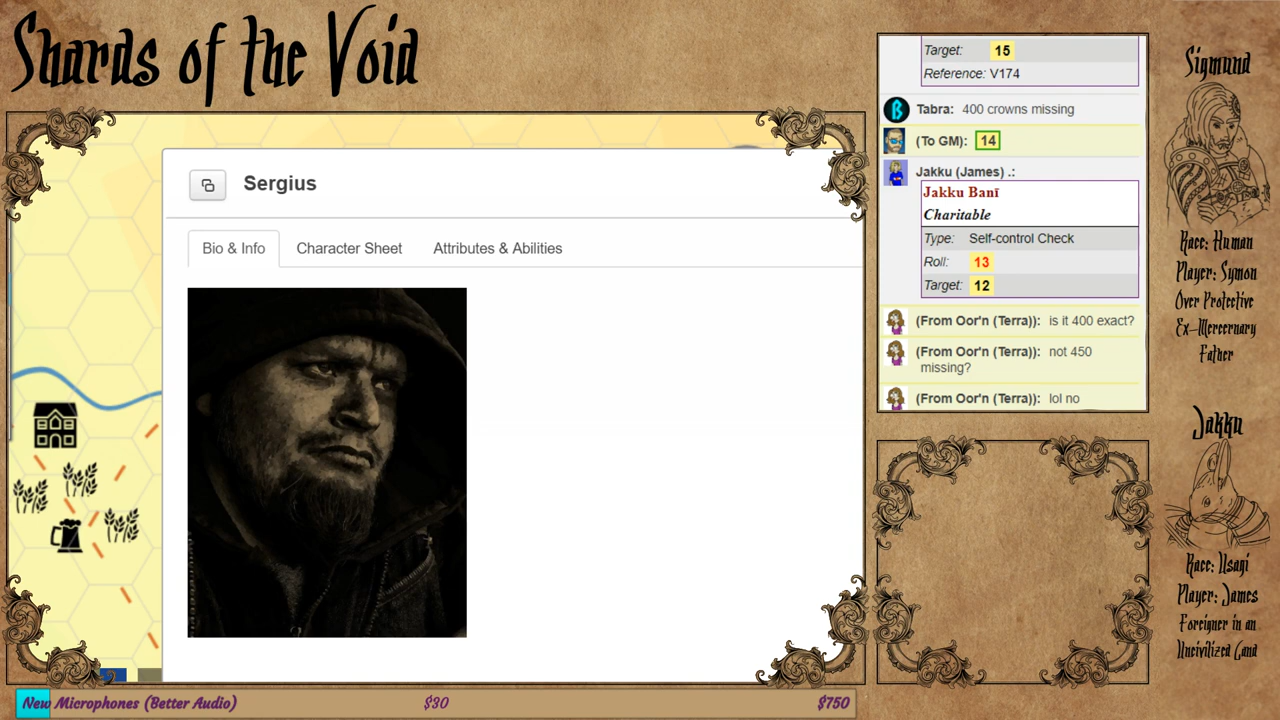 Shards of the Void
Sergius
Bio & Info
Character Sheet
Attributes & Abilities
New Microphones (Better Audio)
$30
$750
Target: 15
Reference: V174
Tabra: 400 crowns missing
(To GM): 14
Jakku (James) .:
Jakku Banī
Charitable
Type: Self-control Check
Roll: 13
Target: 12
(From Oor'n (Terra)): is it 400 exact?
(From Oor'n (Terra)): not 450
missing?
(From Oor'n (Terra)): lol no
Sigmund
Race: Human
Player: Symon
Over Protective
Ex-Mercernary
Father
Jakku
Race: Usagi
Player: James
Foreigner in an
Uncivilized Land